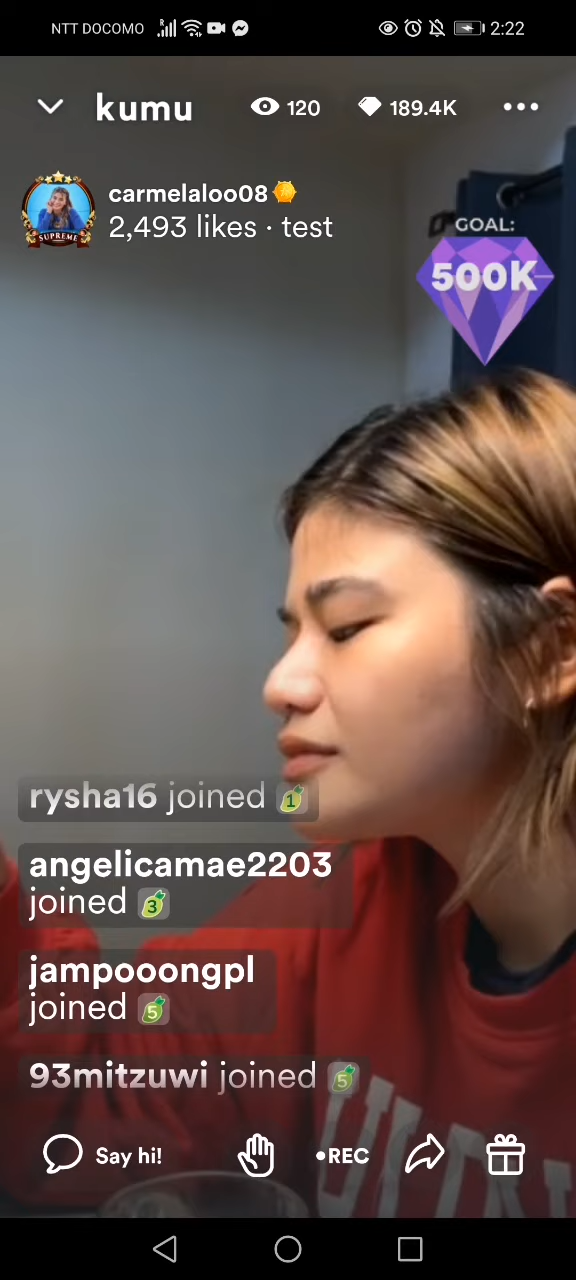 NTT DOCOMO 2:22
kumu 120 189.4K
carmelaloo08
2,493 likes · test
SUPREME
GOAL:
500K
rysha16 joined 1
angelicamae2203
joined 3
jampooongpl
joined 5
93mitzuwi joined 5
Say hi! •REC